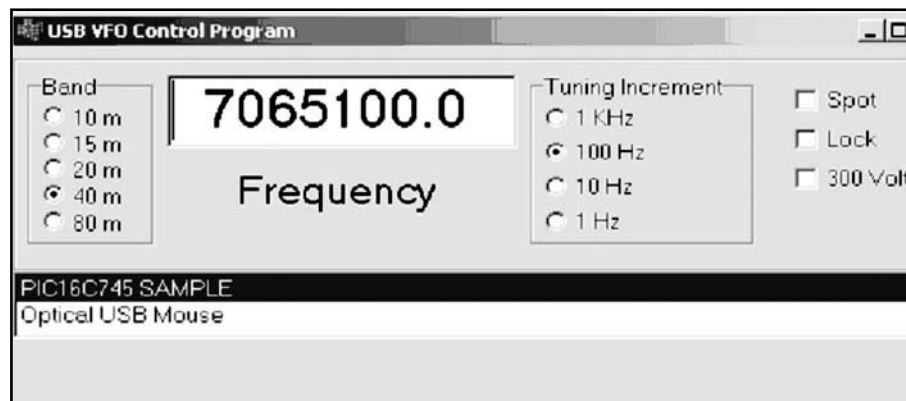 USB VFO Control Program
Band
10 m
15 m
20 m
40 m
80 m
7065100.0
Frequency
Tuning Increment
1 KHz
100 Hz
10 Hz
1 Hz
Spot
Lock
300 Volt
PIC16C745 SAMPLE
Optical USB Mouse